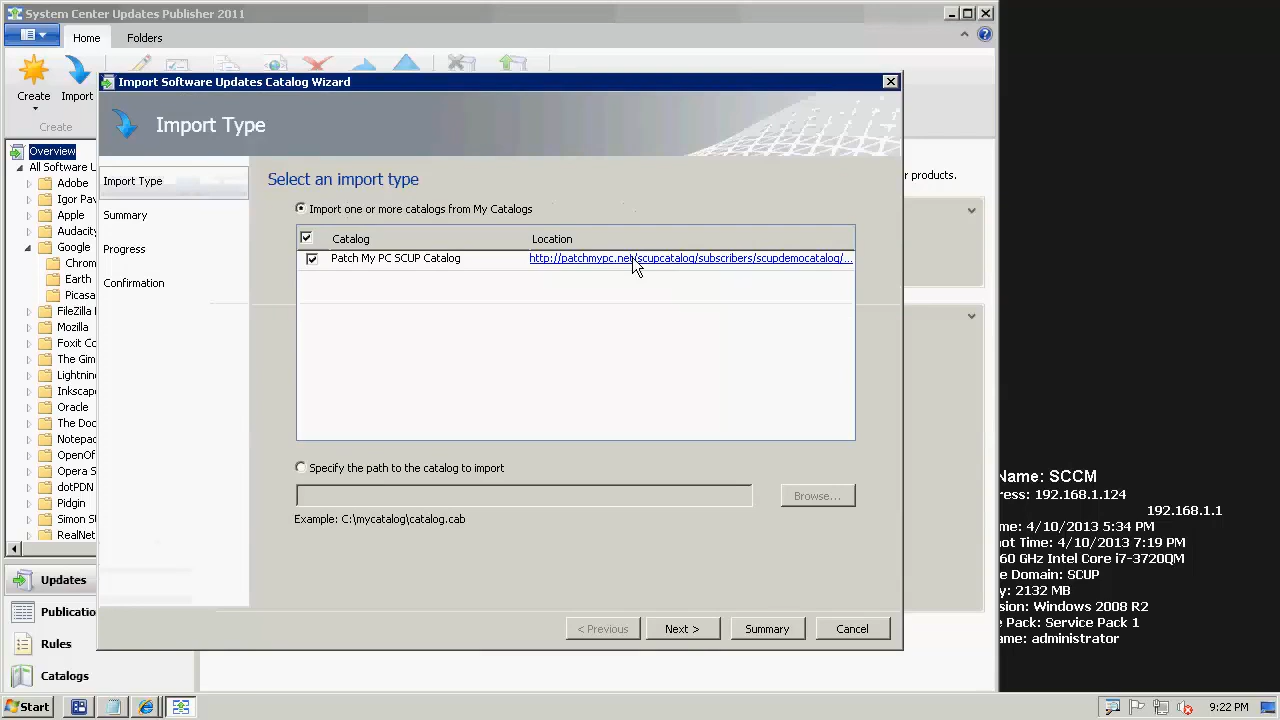 System Center Updates Publisher 2011
Home
Folders
Create
Import
Create
Import Software Updates Catalog Wizard
Import Type
Overview
All Software
Adobe
Igor
Apple
Google
Chrom
Earth
Picasa
FileZilla
Mozilla
Foxit
The
Lightnin
Inkscape
Oracle
The
OpenOf
Opera
dotPDN
Pidgin
Simon
RealNet
Updates
Publication
Rules
Catalogs
Import Type
Summary
Progress
Confirmation
Select an import type
Import one or more catalogs from My Catalogs
Catalog Location
Patch My PC SCUP Catalog http://patchmypc.net/scupcatalog/subscribers/scupdemocatalog/...
Specify the path to the catalog to import
Browse...
Example: C:\mycatalog\catalog.cab
< Previous
Next >
Summary
Cancel
r products.
Name: SCCM
ress: 192.168.1.124
192.168.1.1
me: 4/10/2013 5:34 PM
ot Time: 4/10/2013 7:19 PM
60 GHz Intel Core i7-3720QM
e Domain: SCUP
y: 2132 MB
sion: Windows 2008 R2
e Pack: Service Pack 1
ame: administrator
Start
9:22 PM